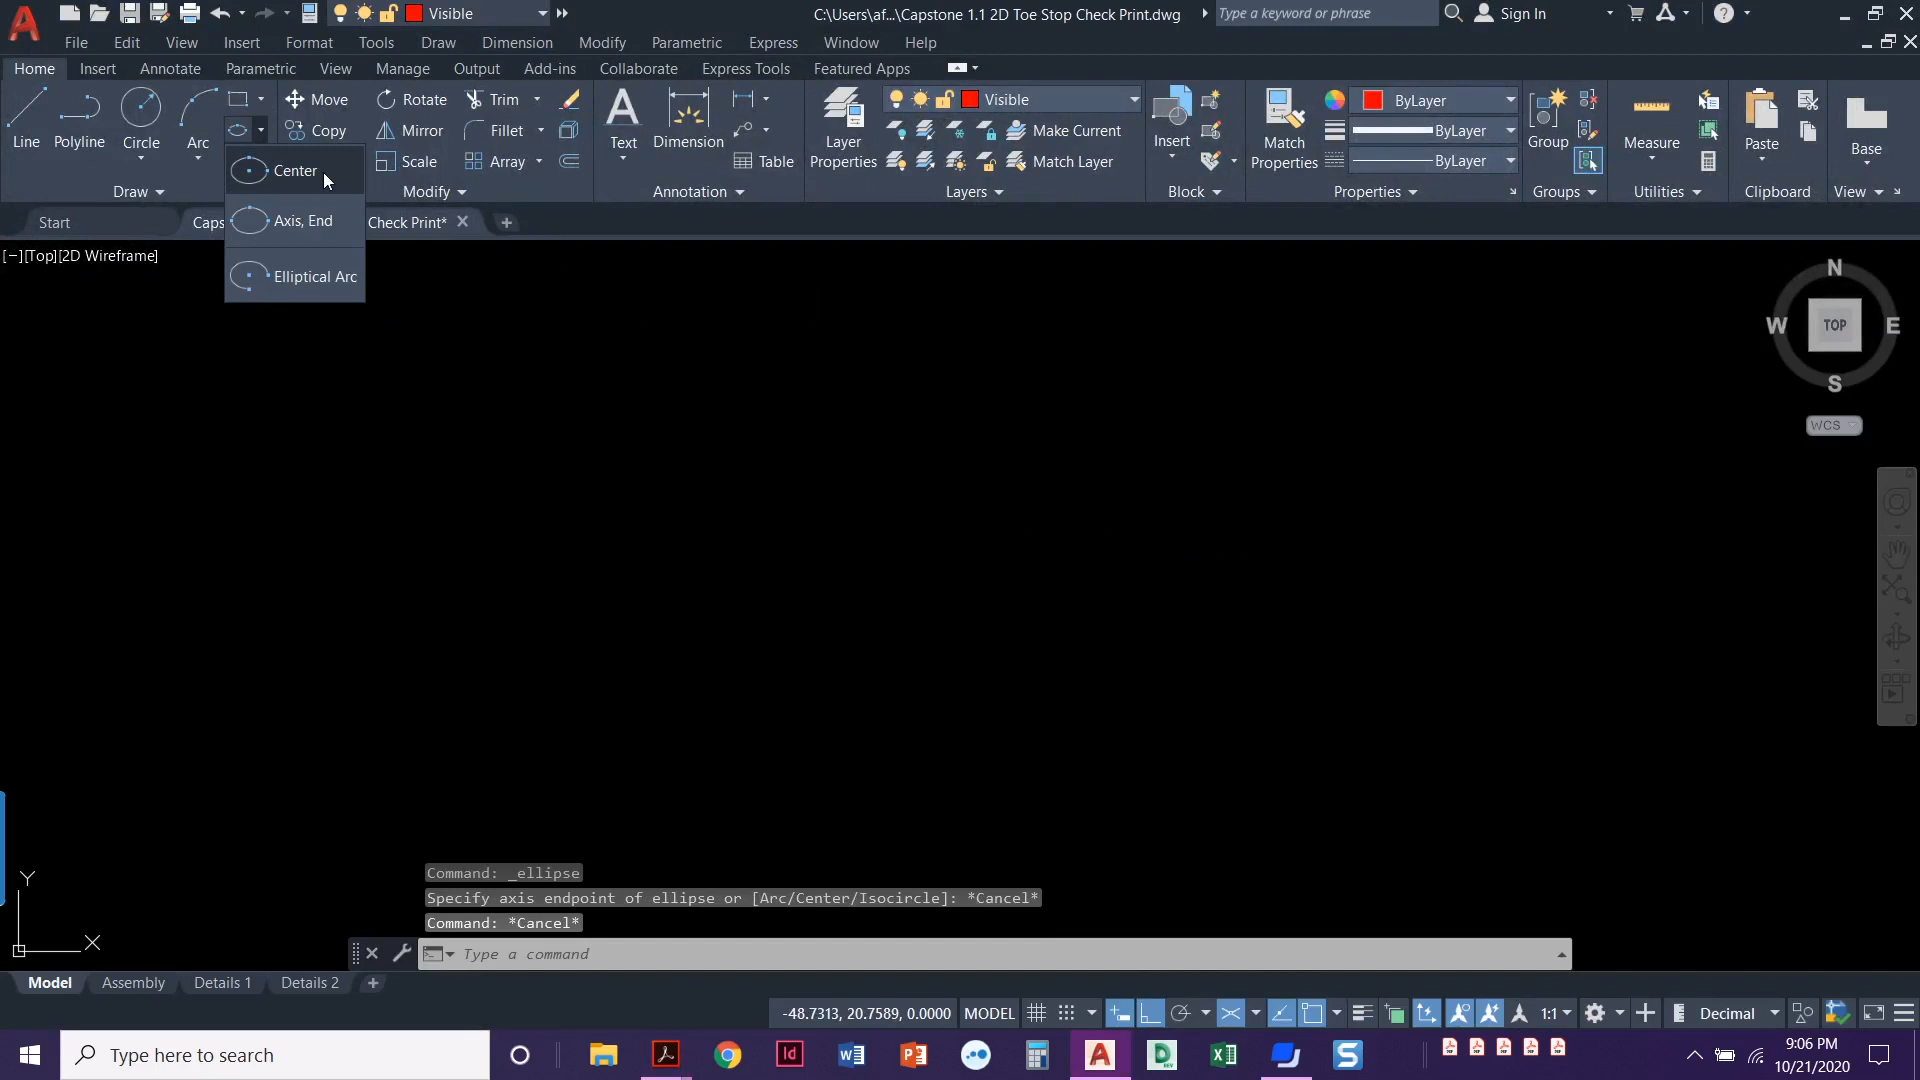 Visible
C:\Users\af...\Capstone 1.1 2D Toe Stop Check Print.dwg
Type a keyword or phrase
Sign In
File Edit View Insert Format Tools Draw Dimension Modify Parametric Express Window Help
Home Insert Annotate Parametric View Manage Output Add-ins Collaborate Express Tools Featured Apps
Line Polyline Circle Arc
Move Rotate Trim
Copy Mirror Fillet
Scale Array
Text Dimension Table
Layer Properties
Visible
Make Current
Match Layer
Insert
Match Properties
ByLayer
ByLayer
ByLayer
Group
Measure
Paste
Base
Draw Modify Annotation Layers Block Properties Groups Utilities Clipboard View
Center
Axis, End
Elliptical Arc
Start
Caps
Check Print*
[−][Top][2D Wireframe]
N
W TOP E
S
WCS
Y
X
Command: _ellipse
Specify axis endpoint of ellipse or [Arc/Center/Isocircle]: *Cancel*
Command: *Cancel*
Type a command
Model Assembly Details 1 Details 2
-48.7313, 20.7589, 0.0000 MODEL 1:1 Decimal
Type here to search
9:06 PM
10/21/2020